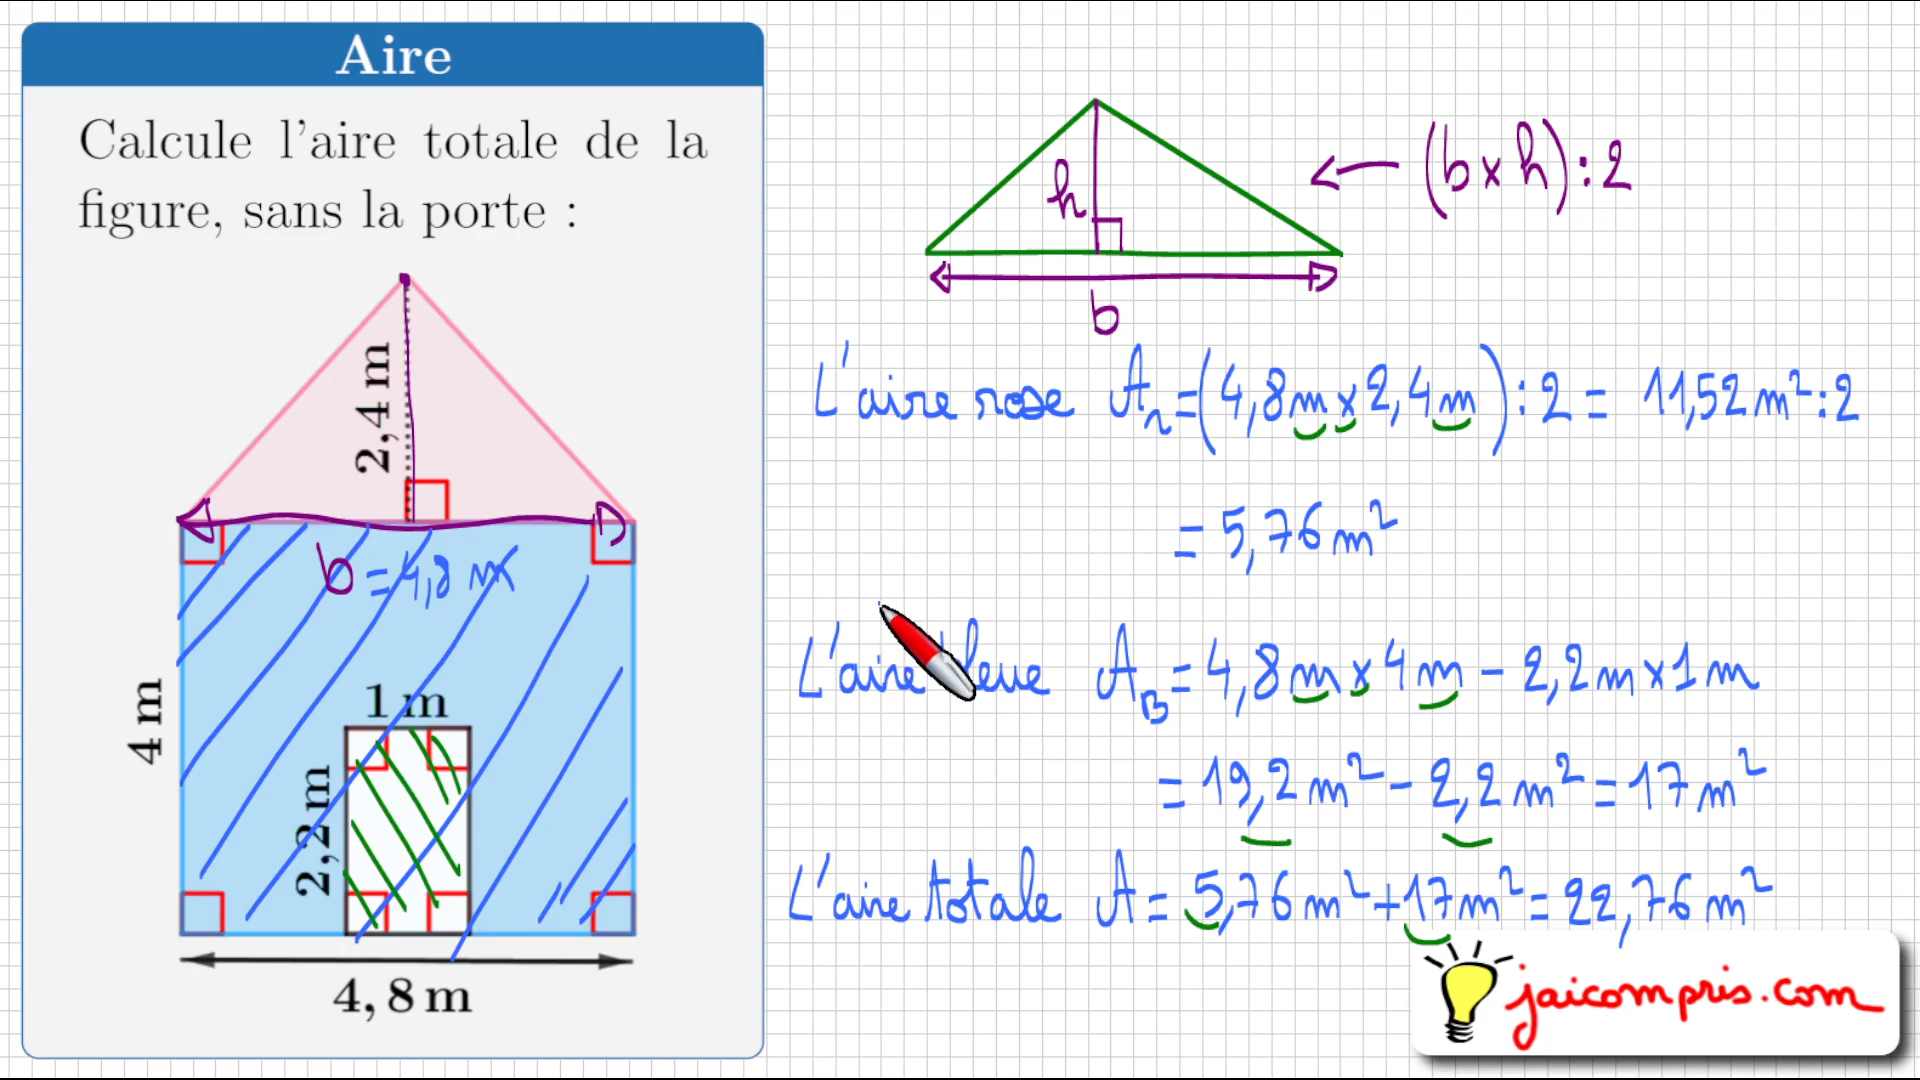 Aire
Calcule l'aire totale de la
figure, sans la porte :
2,4 m
b = 4,8 m
4 m
1 m
2,2 m
4,8 m
h
b
(b x h) : 2
L'aire rose Ar = (4,8 m x 2,4 m) : 2 = 11,52 m² : 2
= 5,76 m²
L'aire AB = 4,8 m x 4 m - 2,2 m x 1 m
= 19,2 m² - 2,2 m² = 17 m²
L'aire totale A = 5,76 m² + 17 m² = 22,76 m²
jaicompris.com